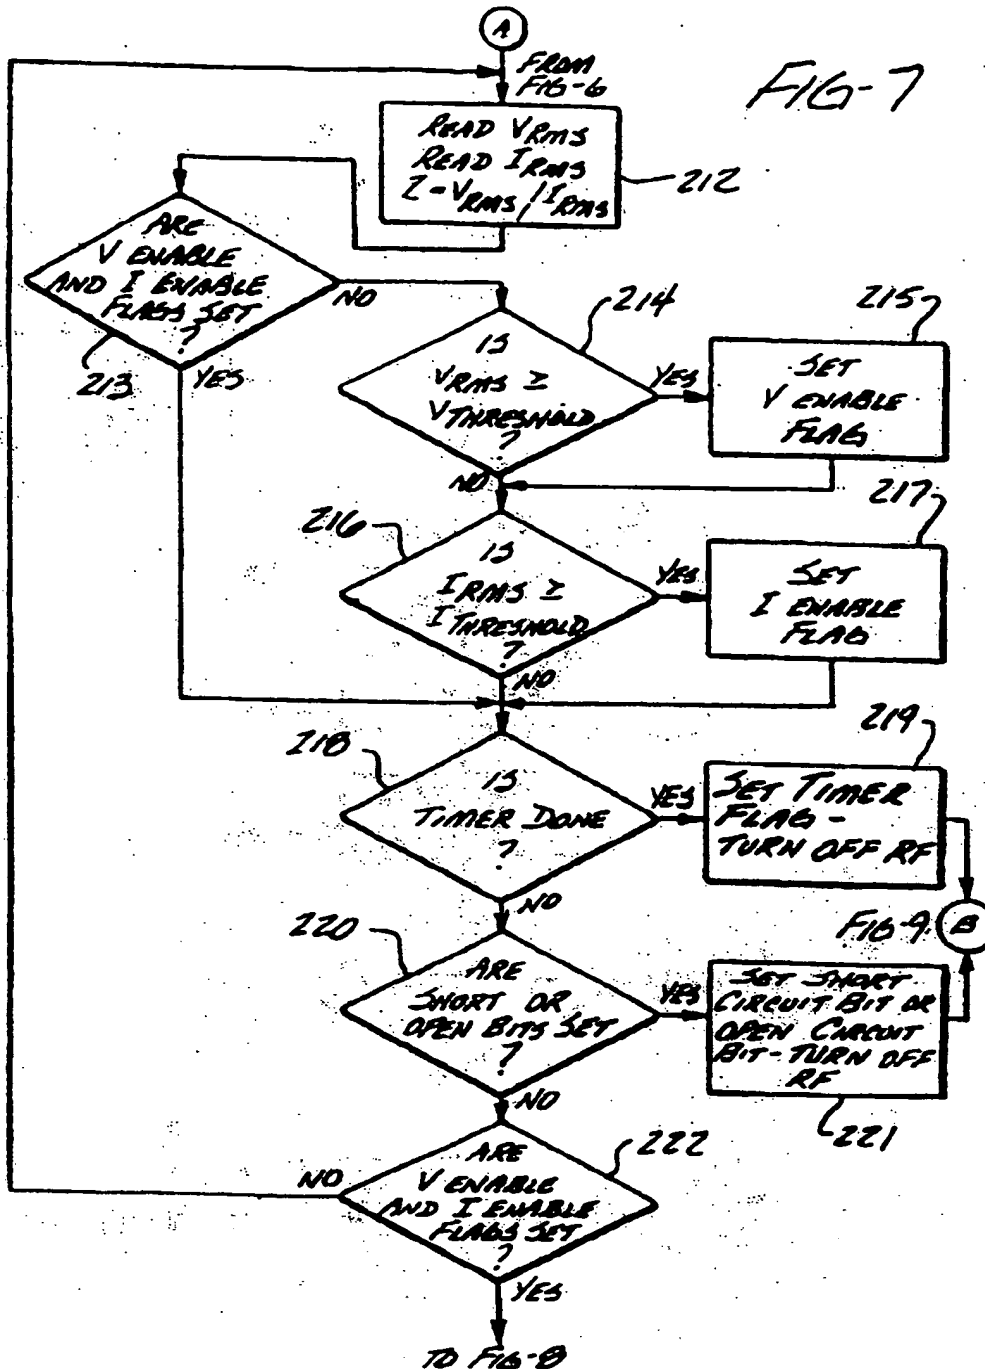 A
FROM
FIG-6
FIG-7
READ VRMS
READ IRMS
Z = VRMS / IRMS
212
ARE
V ENABLE
AND I ENABLE
FLAGS SET
?
213
NO
YES
214
IS
VRMS ≥
VTHRESHOLD
?
YES
NO
215
SET
V ENABLE
FLAG
216
IS
IRMS ≥
ITHRESHOLD
?
YES
NO
217
SET
I ENABLE
FLAG
218
IS
TIMER DONE
?
YES
NO
219
SET TIMER
FLAG -
TURN OFF RF
FIG-9
B
220
ARE
SHORT OR
OPEN BITS SET
?
YES
NO
SET SHORT
CIRCUIT BIT OR
OPEN CIRCUIT
BIT - TURN OFF
RF
221
222
ARE
V ENABLE
AND I ENABLE
FLAGS SET
?
NO
YES
TO FIG-8